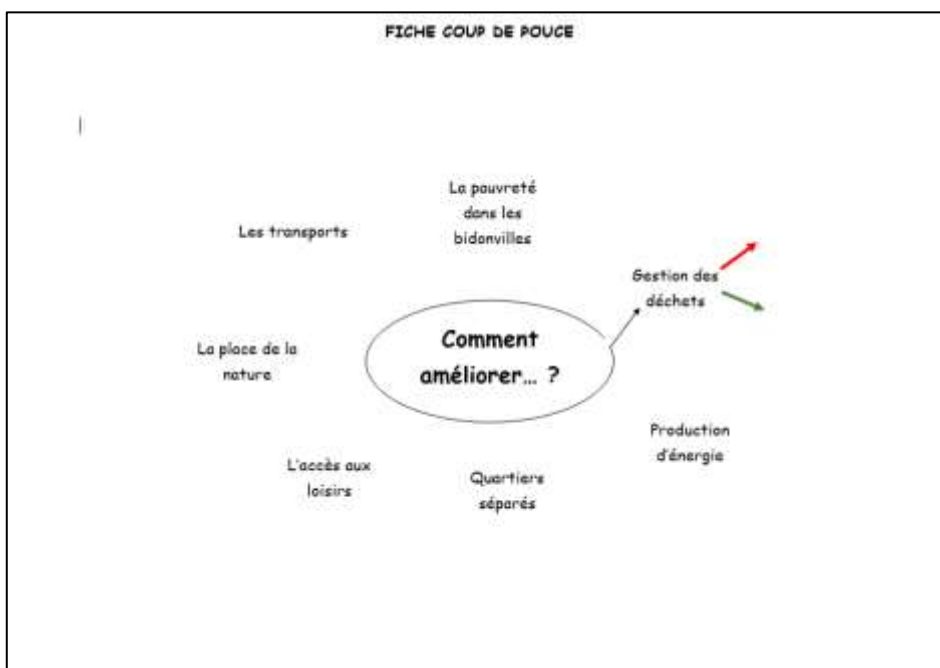 FICHE COUP DE POUCE
La pauvreté
dans les
bidonvilles
Les transports
Gestion des
déchets
Comment
améliorer... ?
La place de la
nature
Production
d'énergie
L'accès aux
loisirs
Quartiers
séparés